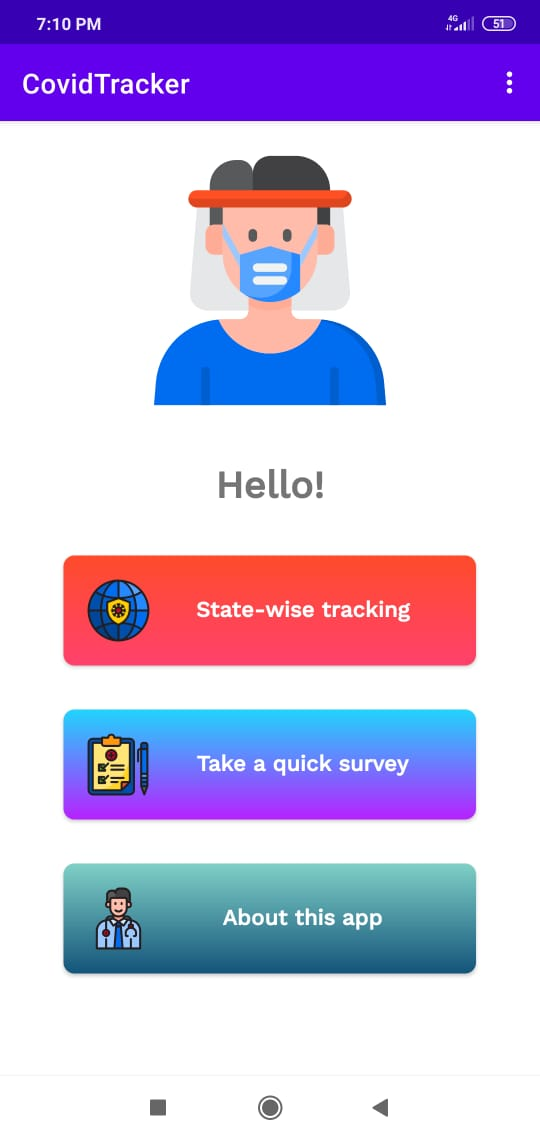 7:10 PM
4G
51
CovidTracker
Hello!
State-wise tracking
Take a quick survey
About this app